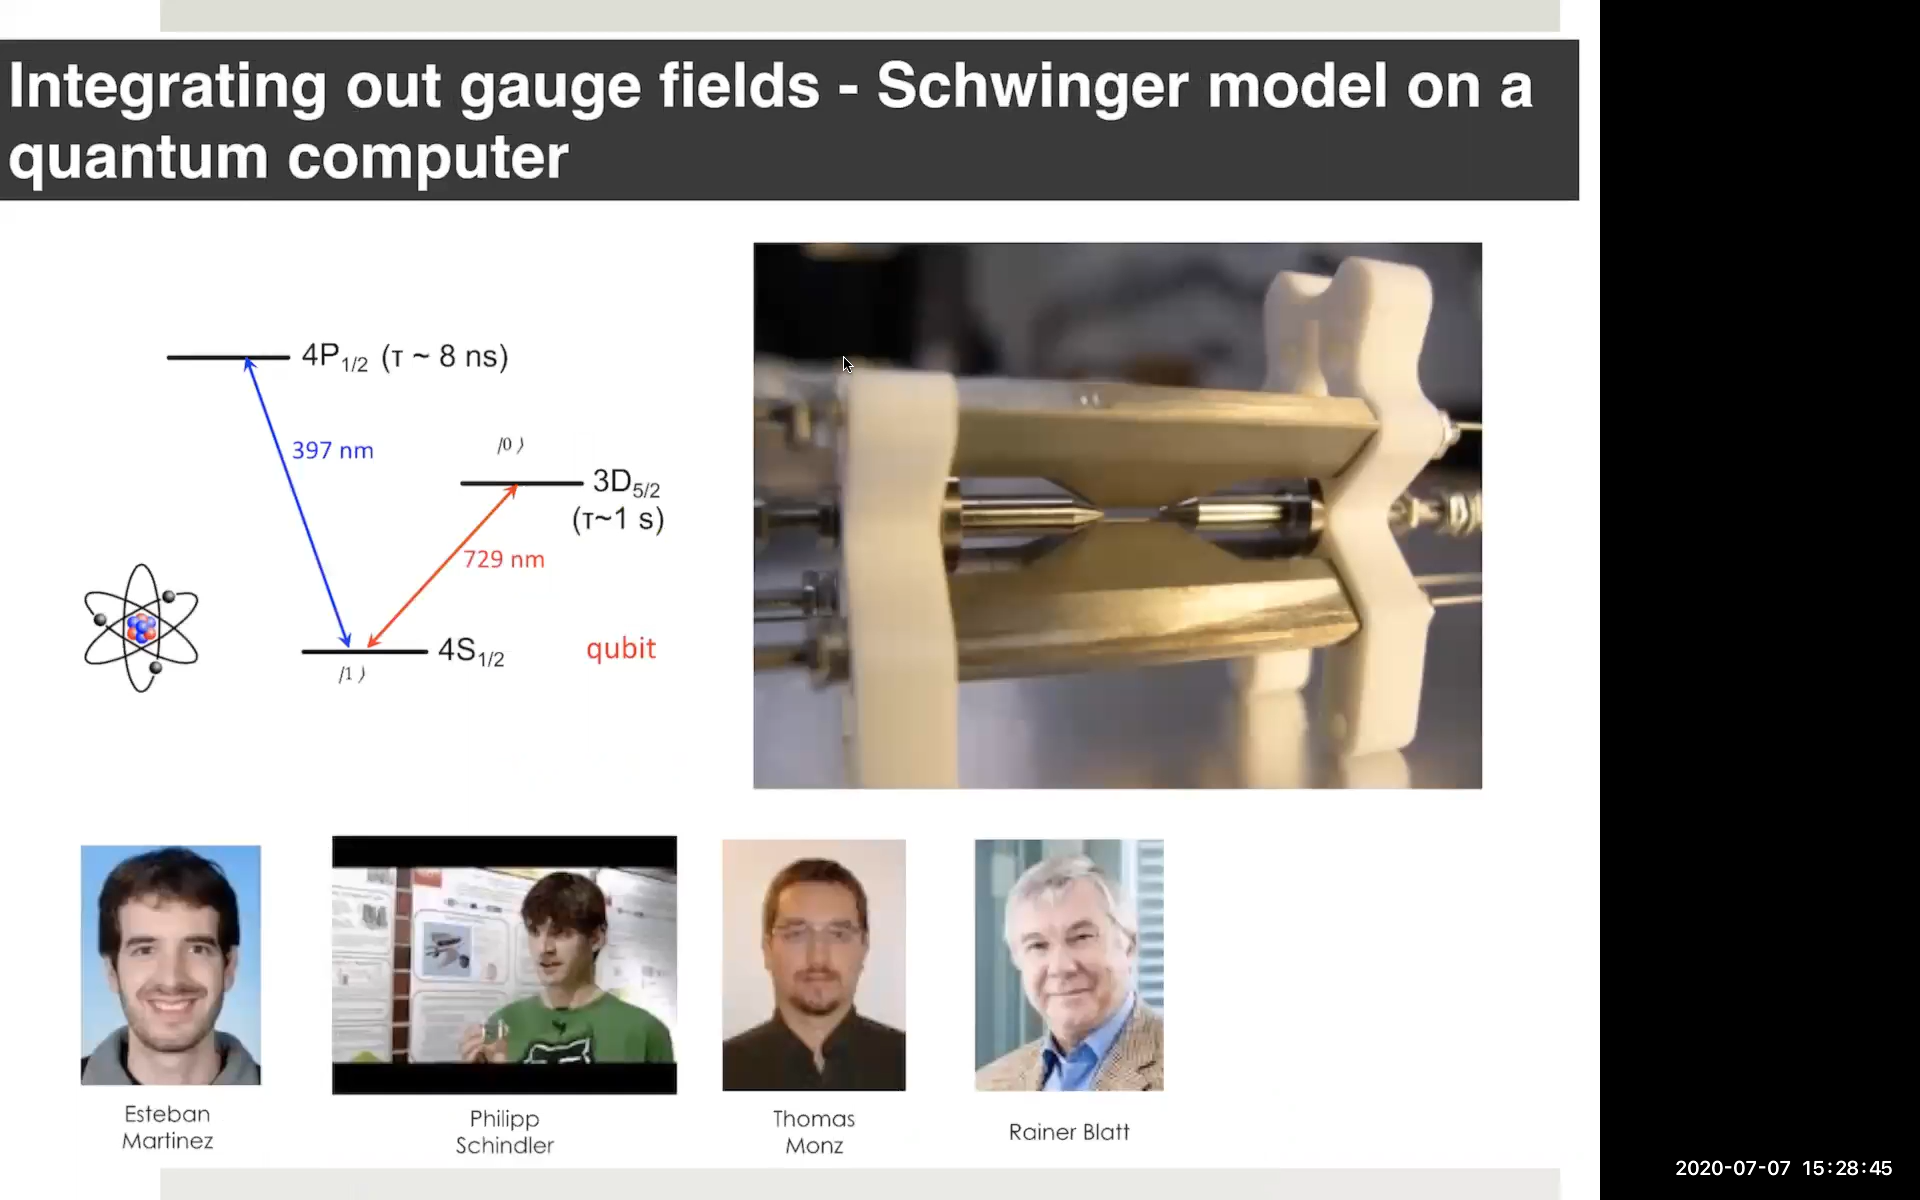 Integrating out gauge fields - Schwinger model on a
quantum computer
4P1/2 (τ ~ 8 ns)
397 nm
|0⟩
3D5/2
(τ~1 s)
729 nm
4S1/2
qubit
|1⟩
Esteban
Martinez
Philipp
Schindler
Thomas
Monz
Rainer Blatt
2020-07-07 15:28:45